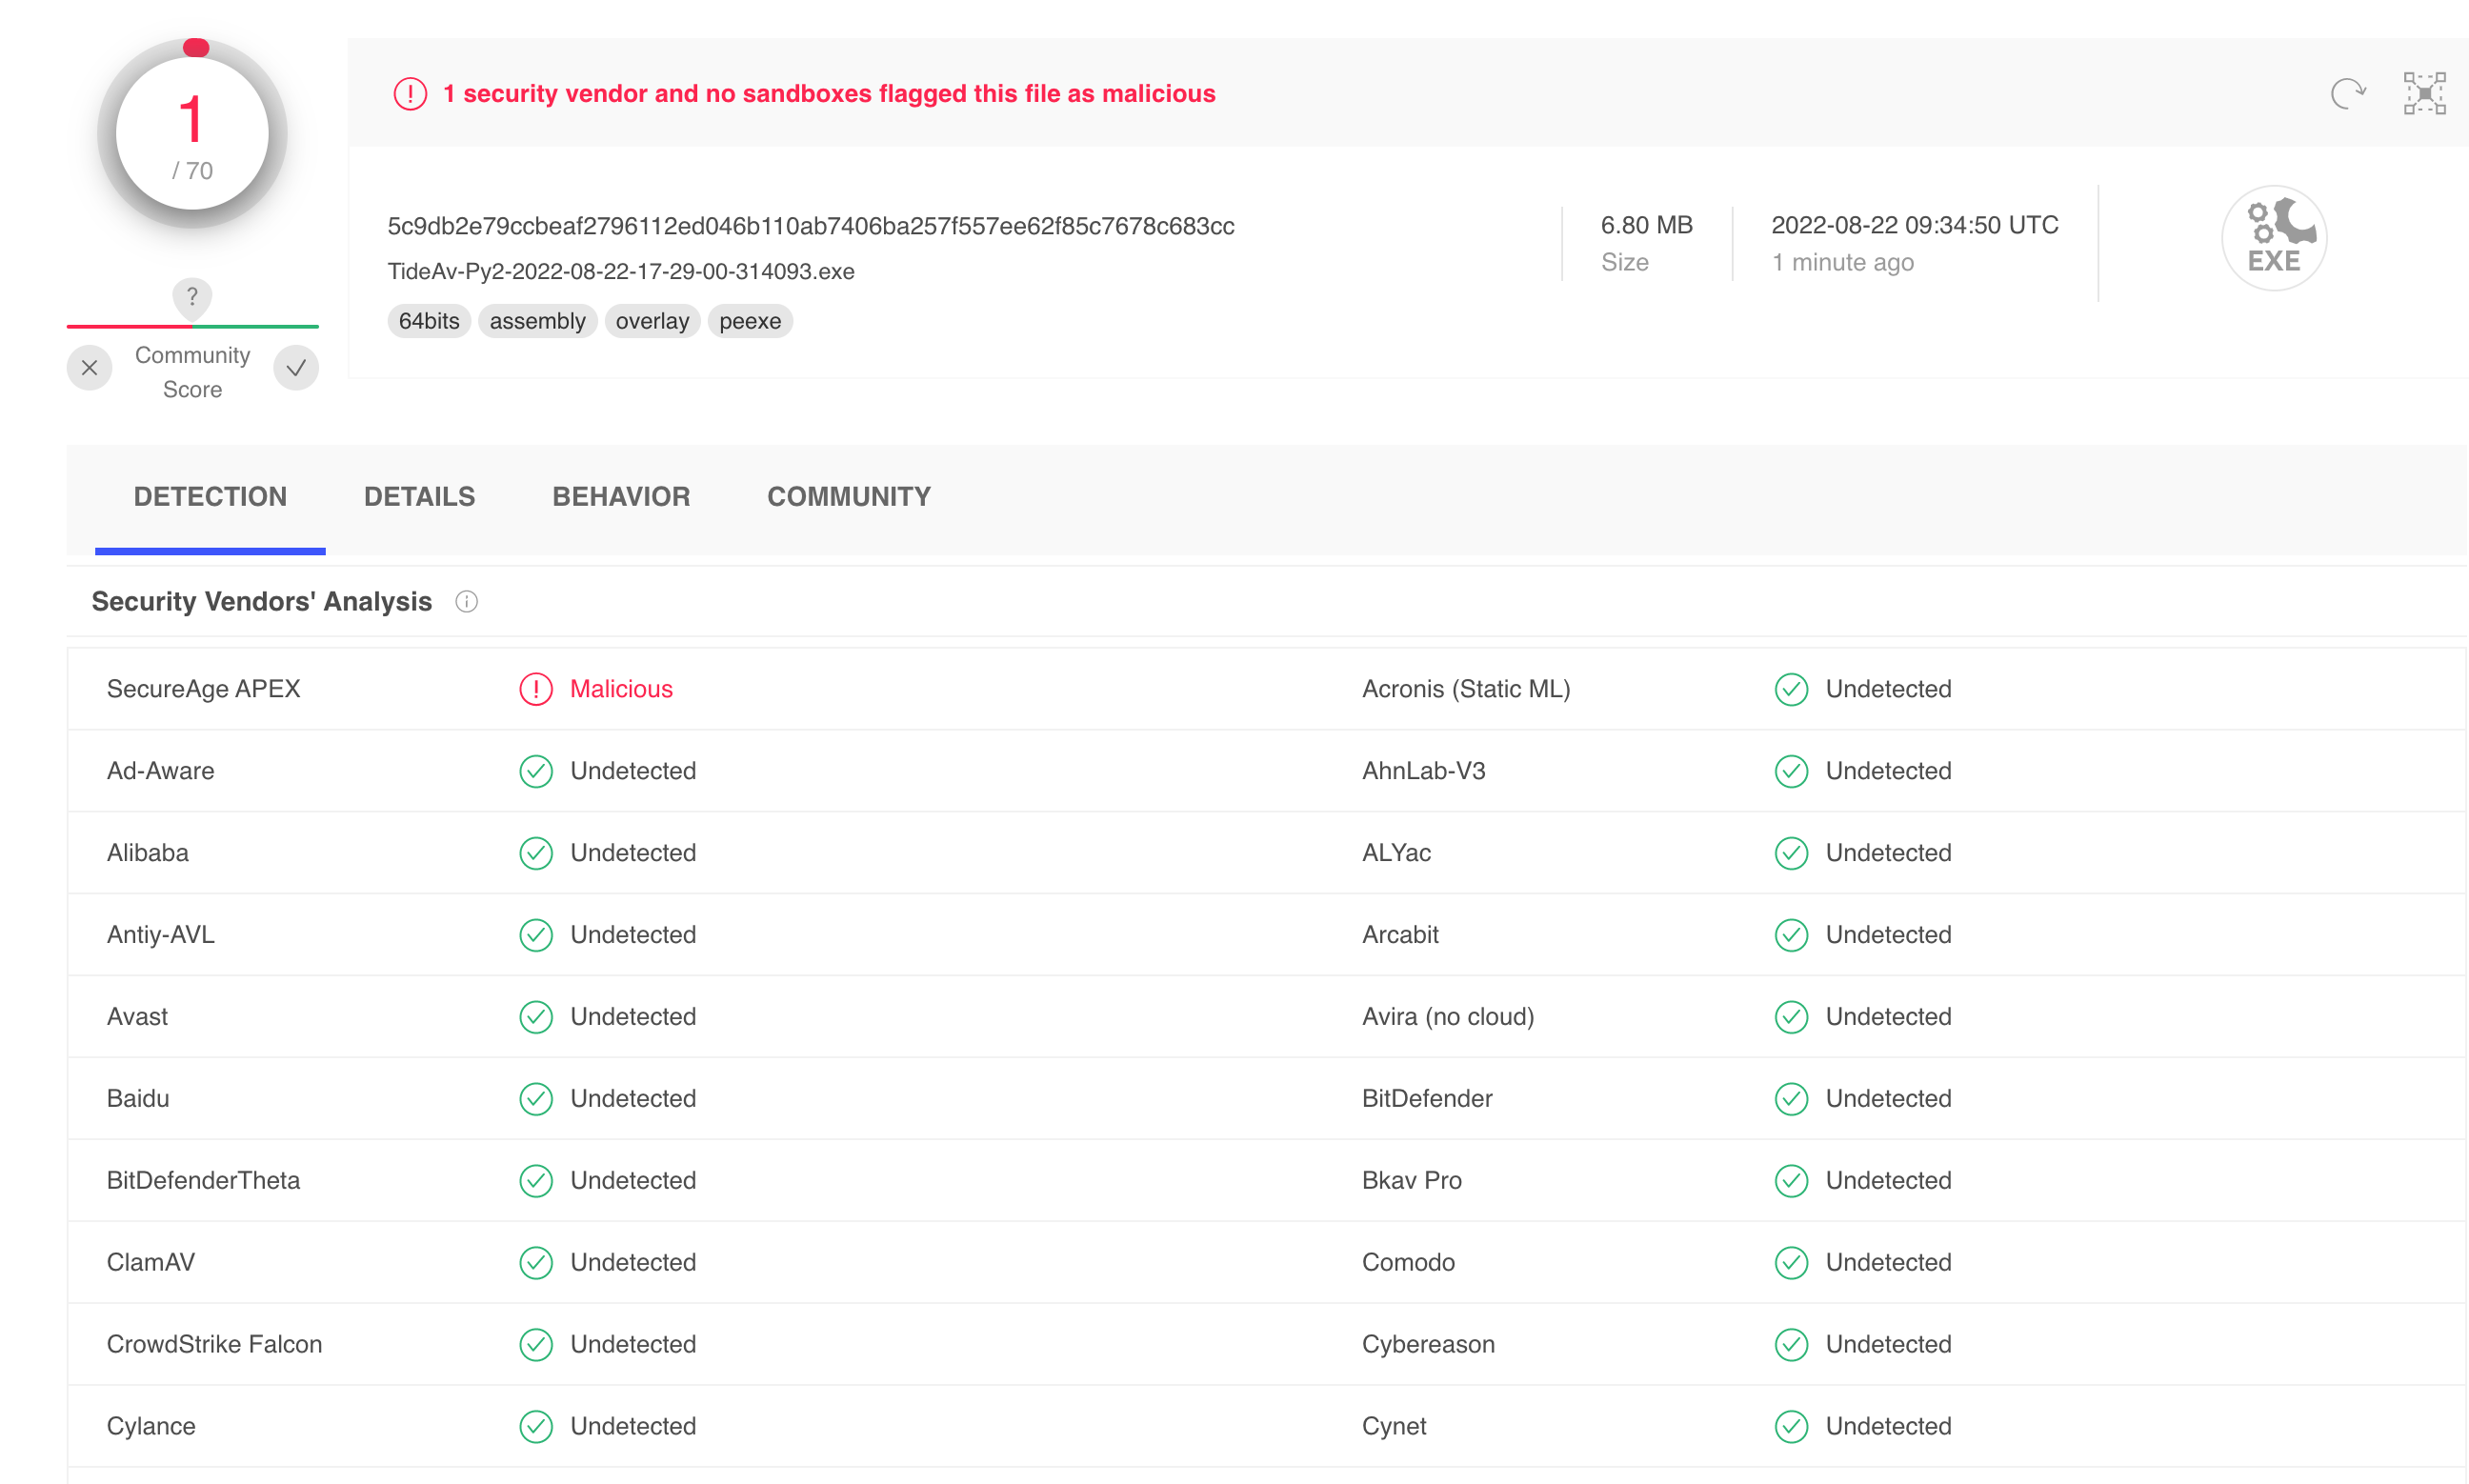 1
/ 70
?
Community
Score
1 security vendor and no sandboxes flagged this file as malicious
5c9db2e79ccbeaf2796112ed046b110ab7406ba257f557ee62f85c7678c683cc
TideAv-Py2-2022-08-22-17-29-00-314093.exe
64bits assembly overlay peexe
6.80 MB
Size
2022-08-22 09:34:50 UTC
1 minute ago
EXE
DETECTION DETAILS BEHAVIOR COMMUNITY
Security Vendors' Analysis
SecureAge APEX Malicious Acronis (Static ML) Undetected
Ad-Aware Undetected AhnLab-V3 Undetected
Alibaba Undetected ALYac Undetected
Antiy-AVL Undetected Arcabit Undetected
Avast Undetected Avira (no cloud) Undetected
Baidu Undetected BitDefender Undetected
BitDefenderTheta Undetected Bkav Pro Undetected
ClamAV Undetected Comodo Undetected
CrowdStrike Falcon Undetected Cybereason Undetected
Cylance Undetected Cynet Undetected